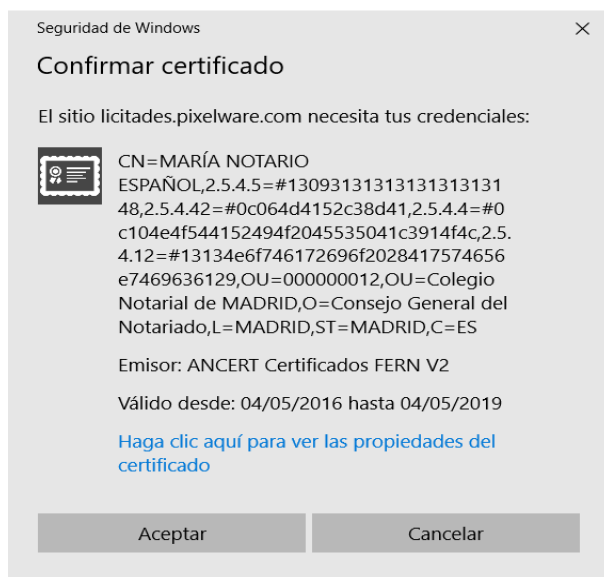 Seguridad de Windows
Confirmar certificado
El sitio licitades.pixelware.com necesita tus credenciales:
CN=MARÍA NOTARIO
ESPAÑOL,2.5.4.5=#13093131313131313131
48,2.5.4.42=#0c064d4152c38d41,2.5.4.4=#0
c104e4f544152494f2045535041c3914f4c,2.5.
4.12=#13134e6f746172696f2028417574656
e7469636129,OU=000000012,OU=Colegio
Notarial de MADRID,O=Consejo General del
Notariado,L=MADRID,ST=MADRID,C=ES
Emisor: ANCERT Certificados FERN V2
Válido desde: 04/05/2016 hasta 04/05/2019
Haga clic aquí para ver las propiedades del
certificado
Aceptar
Cancelar